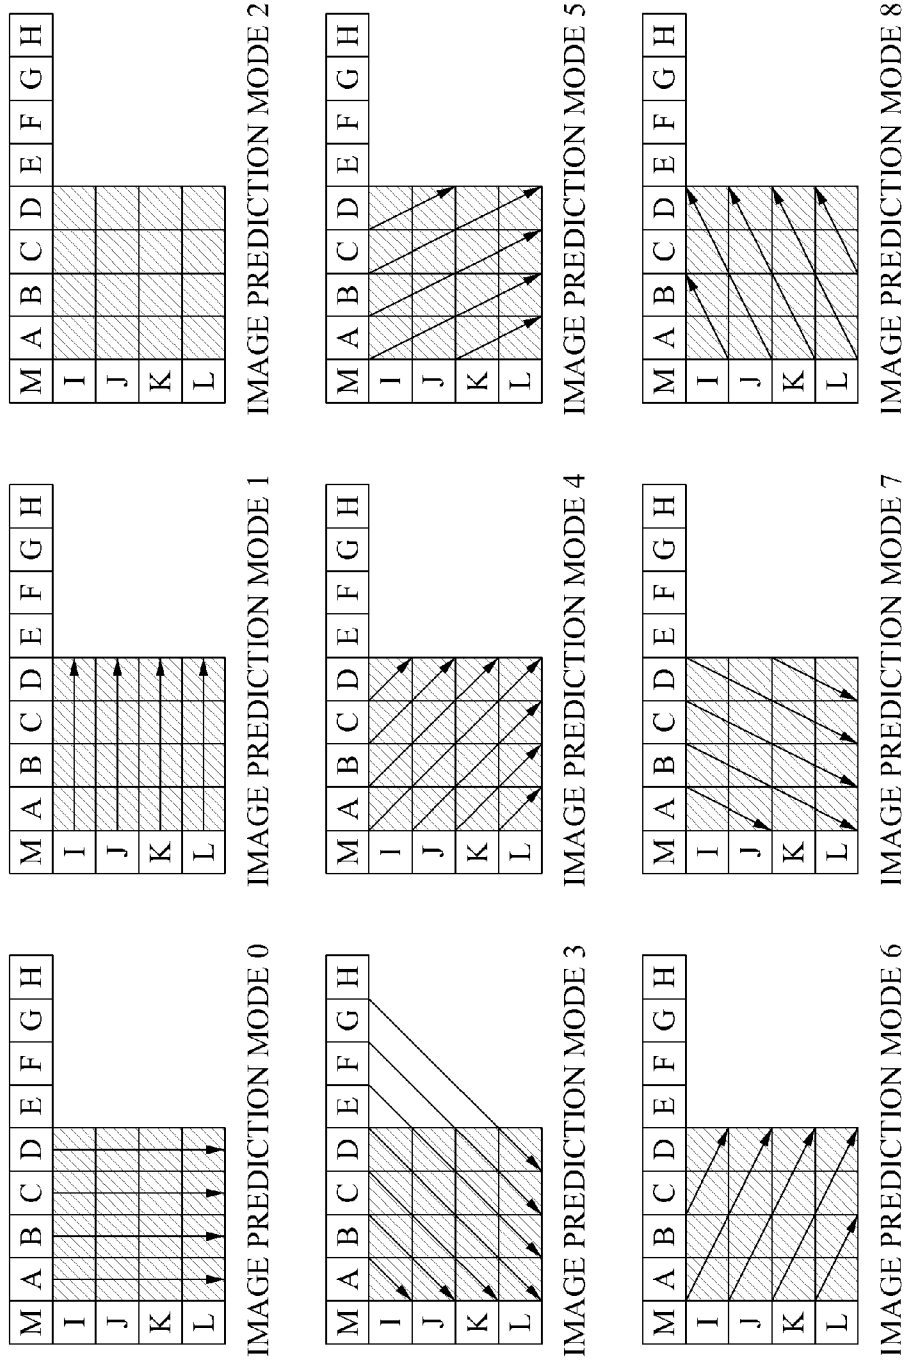 M A B C D E F G H
I
J
K
L
IMAGE PREDICTION MODE 0
M A B C D E F G H
I
J
K
L
IMAGE PREDICTION MODE 1
M A B C D E F G H
I
J
K
L
IMAGE PREDICTION MODE 2
M A B C D E F G H
I
J
K
L
IMAGE PREDICTION MODE 3
M A B C D E F G H
I
J
K
L
IMAGE PREDICTION MODE 4
M A B C D E F G H
I
J
K
L
IMAGE PREDICTION MODE 5
M A B C D E F G H
I
J
K
L
IMAGE PREDICTION MODE 6
M A B C D E F G H
I
J
K
L
IMAGE PREDICTION MODE 7
M A B C D E F G H
I
J
K
L
IMAGE PREDICTION MODE 8